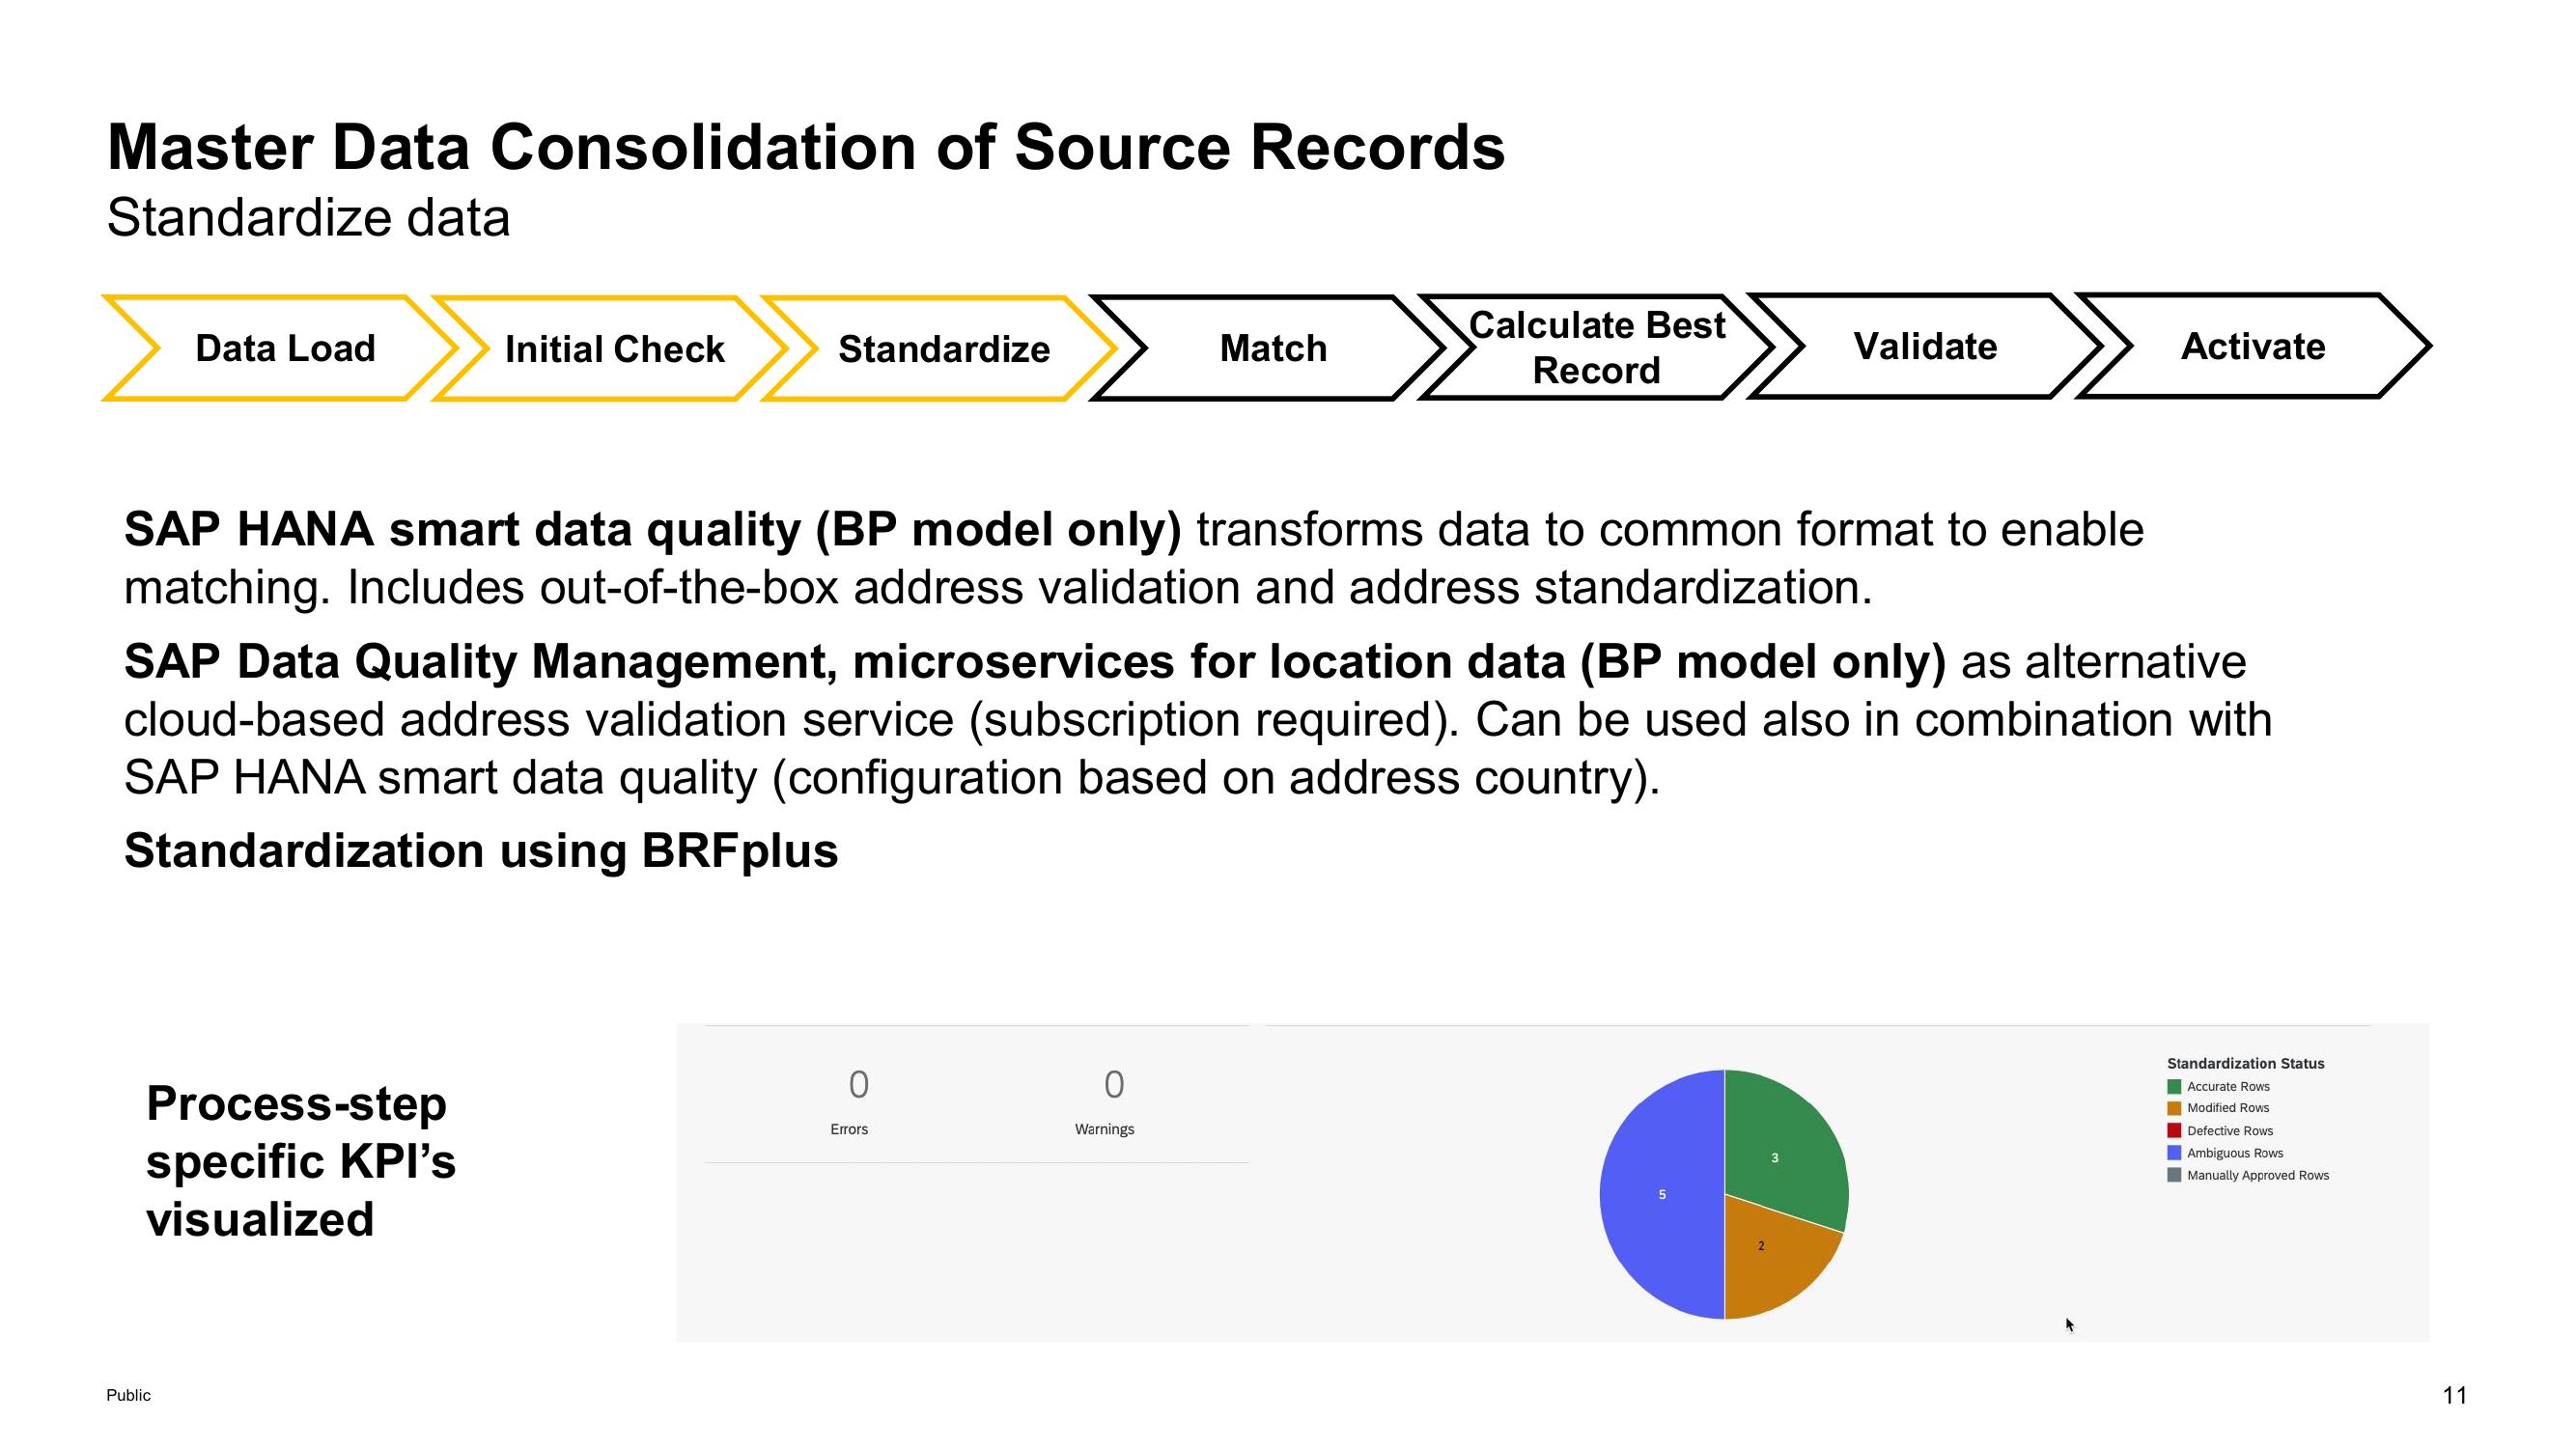 Master Data Consolidation of Source Records
Standardize data
Data Load
Initial Check
Standardize
Match
Calculate Best
Record
Validate
Activate
SAP HANA smart data quality (BP model only) transforms data to common format to enable
matching. Includes out-of-the-box address validation and address standardization.
SAP Data Quality Management, microservices for location data (BP model only) as alternative
cloud-based address validation service (subscription required). Can be used also in combination with
SAP HANA smart data quality (configuration based on address country).
Standardization using BRFplus
Process-step
specific KPI’s
visualized
0
Errors
0
Warnings
3
5
2
Standardization Status
Accurate Rows
Modified Rows
Defective Rows
Ambiguous Rows
Manually Approved Rows
Public
11